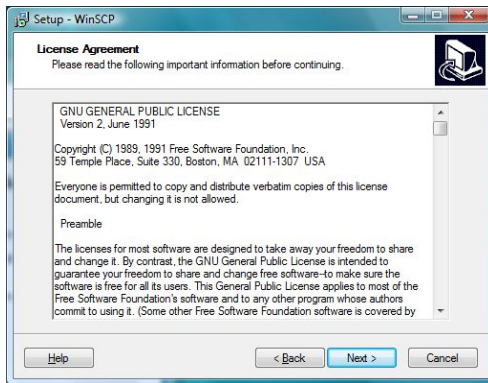 Setup - WinSCP
License Agreement
Please read the following important information before continuing.
GNU GENERAL PUBLIC LICENSE
Version 2, June 1991
Copyright (C) 1989, 1991 Free Software Foundation, Inc.
59 Temple Place, Suite 330, Boston, MA  02111-1307  USA
Everyone is permitted to copy and distribute verbatim copies of this license
document, but changing it is not allowed.
Preamble
The licenses for most software are designed to take away your freedom to share
and change it. By contrast, the GNU General Public License is intended to
guarantee your freedom to share and change free software--to make sure the
software is free for all its users. This General Public License applies to most of the
Free Software Foundation's software and to any other program whose authors
commit to using it. (Some other Free Software Foundation software is covered by
Help
< Back
Next >
Cancel